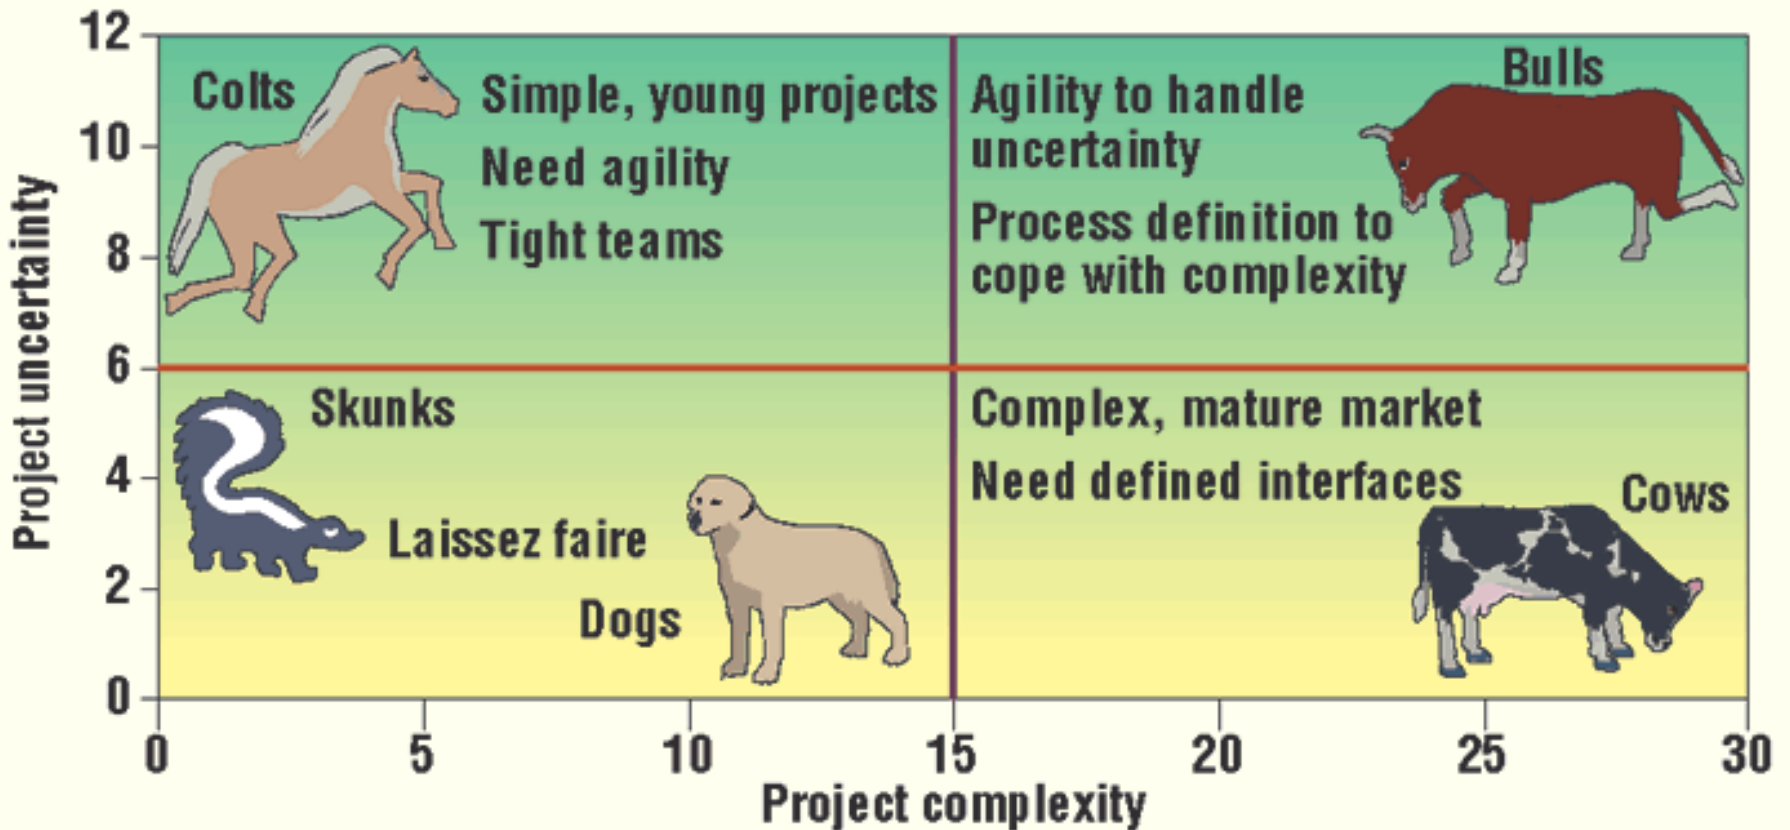 12
10
8
6
4
2
0
Project uncertainty
Colts
Simple, young projects
Need agility
Tight teams
Bulls
Agility to handle
uncertainty
Process definition to
cope with complexity
Skunks
Laissez faire
Dogs
Complex, mature market
Need defined interfaces
Cows
0 5 10 15 20 25 30
Project complexity